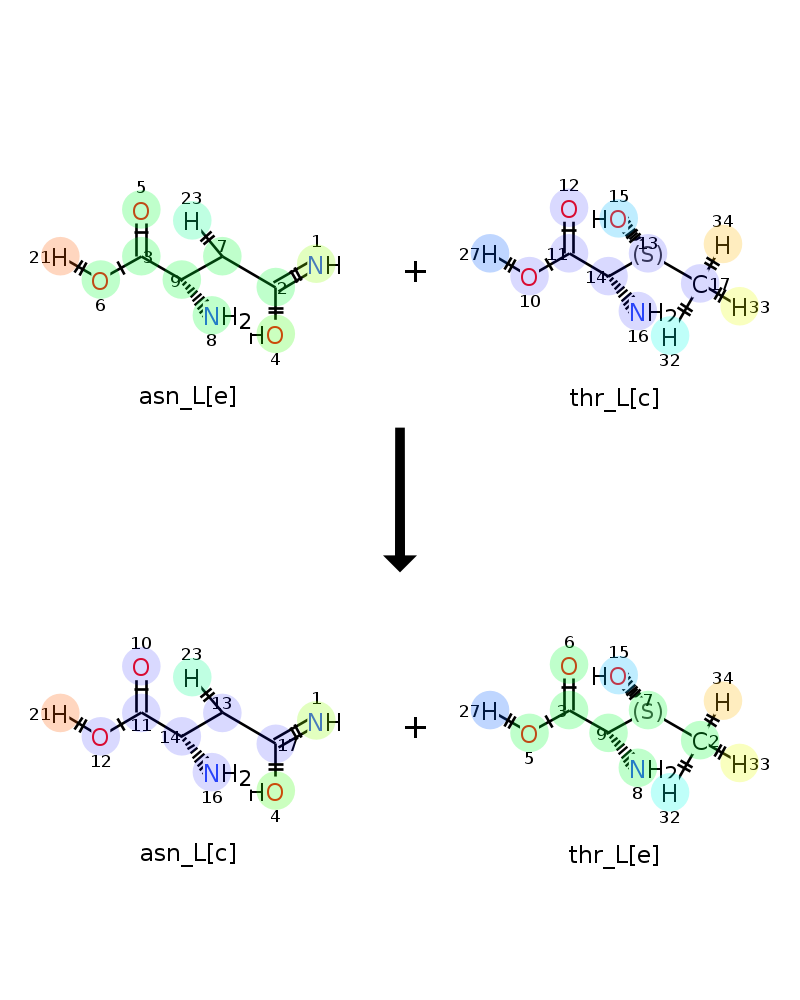 5 23 12 15 34
O H 1 O HO 13 H
21H 3 7 NH + 27H 11 (S) C17
O 9 2 O 14 H33
6 NH2 HO 10 NH2 H
8 4 16 32
asn_L[e] thr_L[c]
10 23 6 15 34
O H 1 O HO 7 H
21H 11 13 NH + 27H 3 (S) C2
O 14 17 O 9 H33
12 NH2 HO 5 NH2 H
16 4 8 32
asn_L[c] thr_L[e]